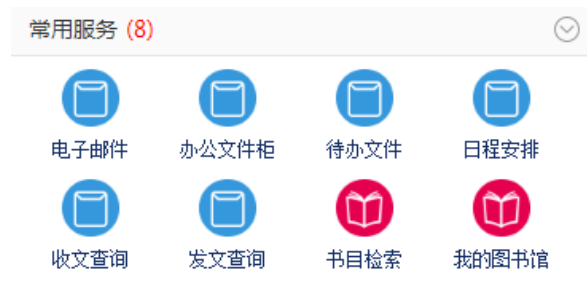 常用服务 (8)
电子邮件 办公文件柜 待办文件 日程安排
收文查询 发文查询 书目检索 我的图书馆